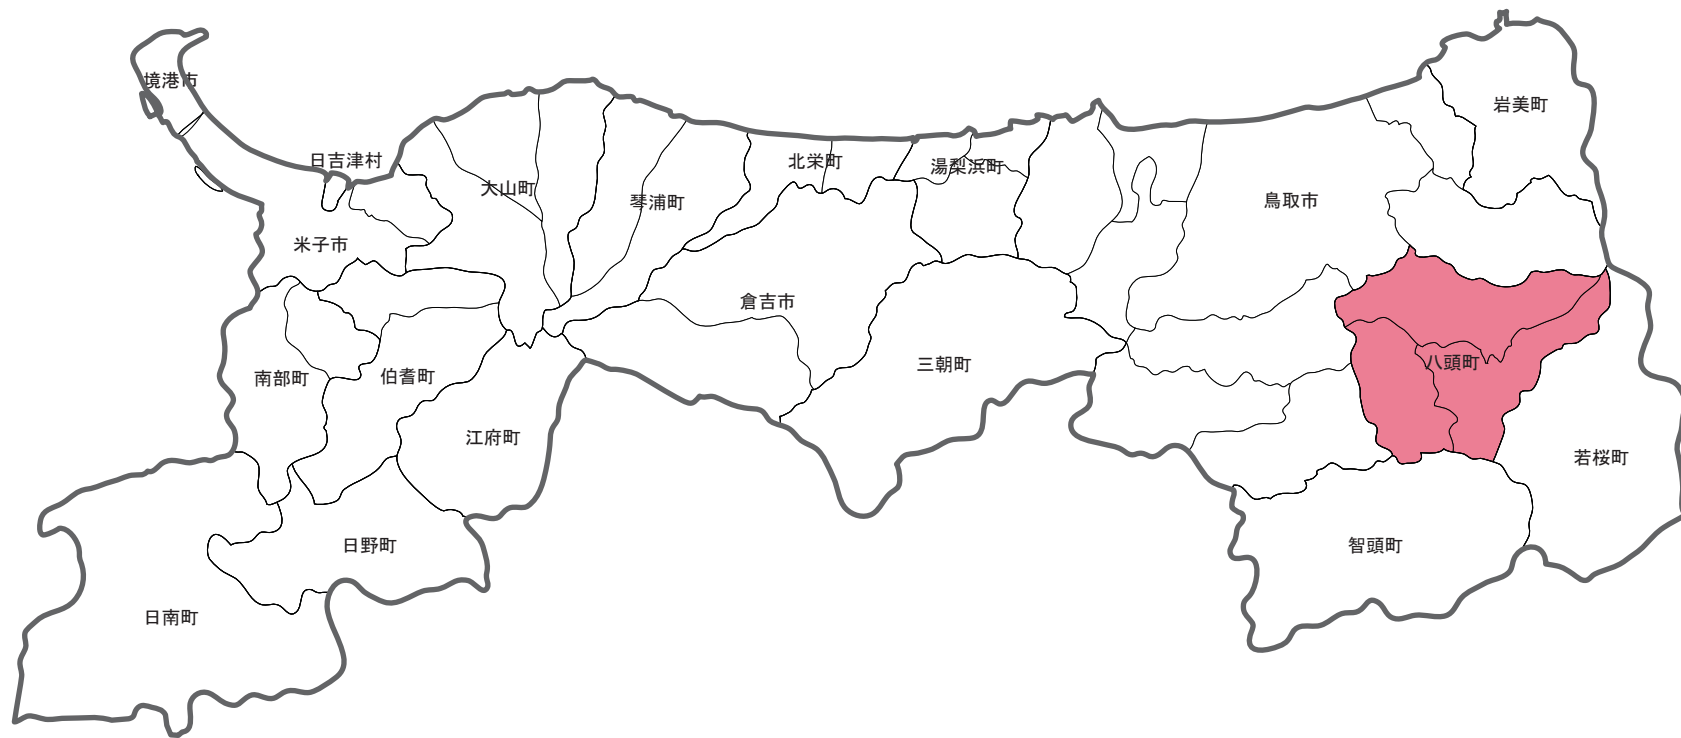 境港市
岩美町
日吉津村
北栄町
湯梨浜町
大山町
琴浦町
鳥取市
米子市
倉吉市
八頭町
三朝町
南部町
伯耆町
江府町
若桜町
日野町
智頭町
日南町